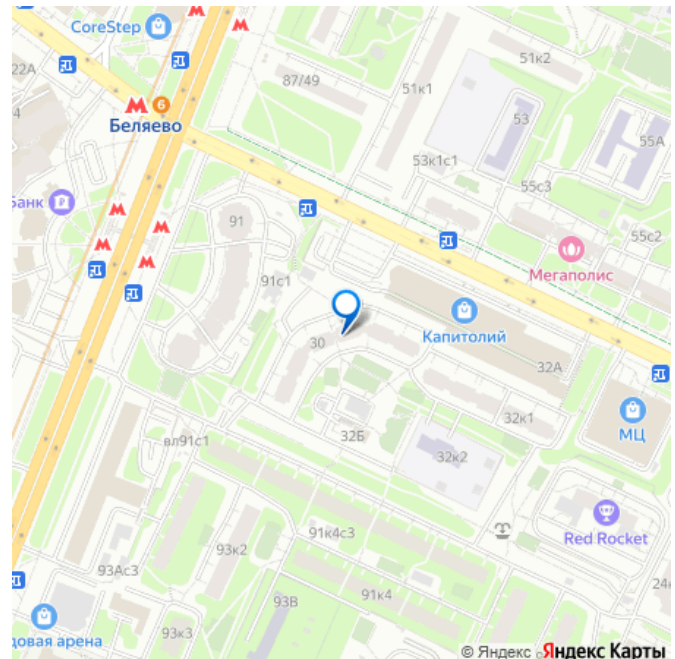 CoreStep
22А
51к2
87/49
51к1
4
6
Беляево
53
55А
53к1с1
55с3
Банк
91
55с2
91с1
Мегаполис
Капитолий
30
32А
32к1
МЦ
32Б
вл91с1
32к2
91к4с3
Red Rocket
93к2
93Ас3
91к4
24к
93В
93к3
довая арена
© Яндекс
Яндекс Карты